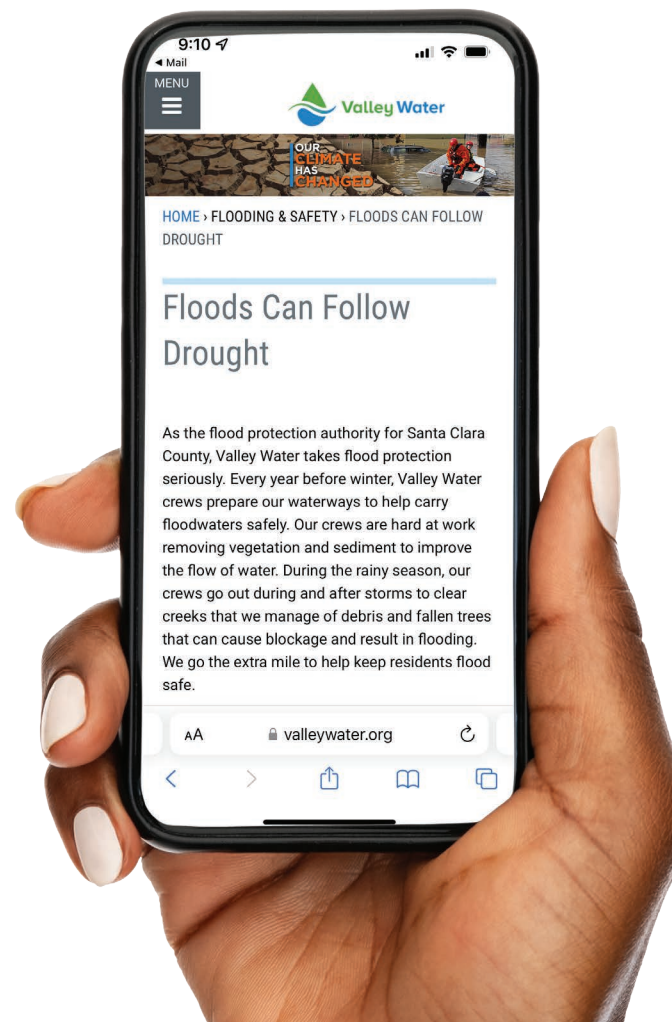 9:10
Mail
MENU
Valley Water
OUR
CLIMATE
HAS
CHANGED
HOME › FLOODING & SAFETY › FLOODS CAN FOLLOW
DROUGHT
Floods Can Follow
Drought
As the flood protection authority for Santa Clara
County, Valley Water takes flood protection
seriously. Every year before winter, Valley Water
crews prepare our waterways to help carry
floodwaters safely. Our crews are hard at work
removing vegetation and sediment to improve
the flow of water. During the rainy season, our
crews go out during and after storms to clear
creeks that we manage of debris and fallen trees
that can cause blockage and result in flooding.
We go the extra mile to help keep residents flood
safe.
AA valleywater.org